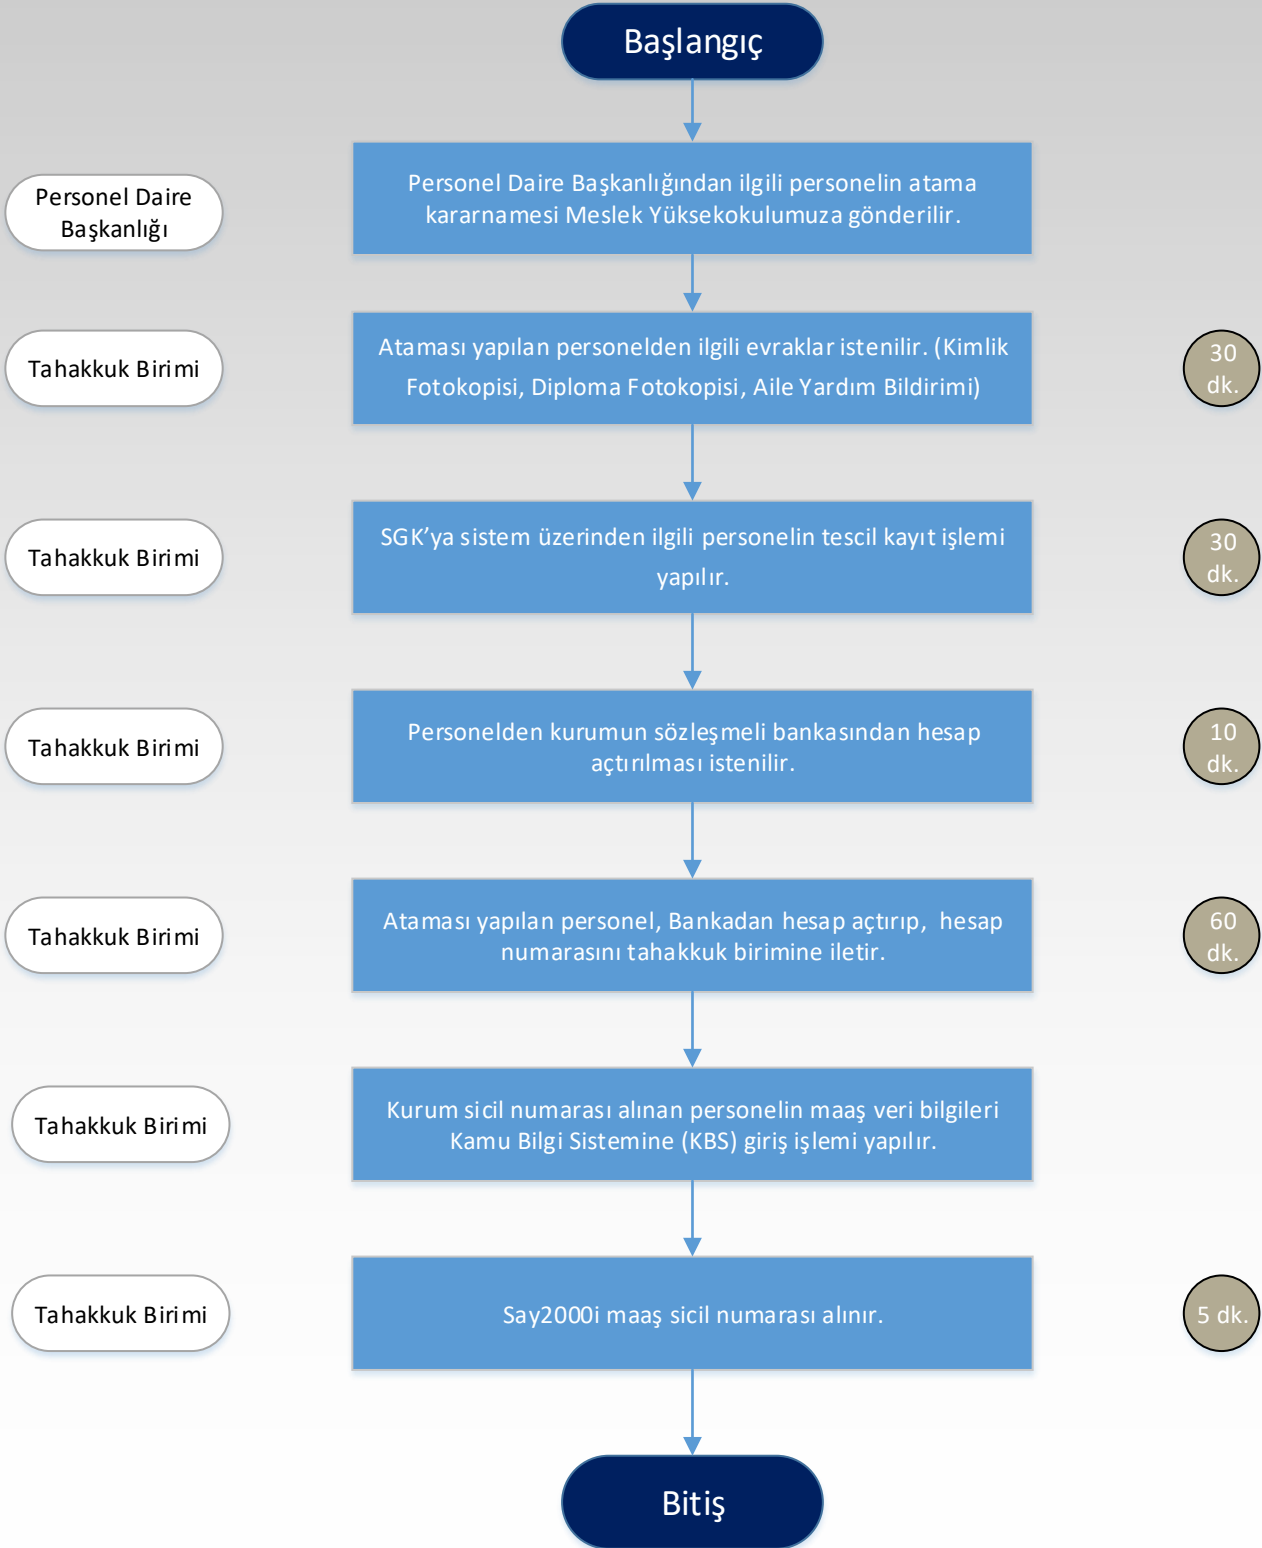 Başlangıç
Personel Daire
Başkanlığı
Personel Daire Başkanlığından ilgili personelin atama
kararnamesi Meslek Yüksekokulumuza gönderilir.
Tahakkuk Birimi
Ataması yapılan personelden ilgili evraklar istenilir. (Kimlik
Fotokopisi, Diploma Fotokopisi, Aile Yardım Bildirimi)
30
dk.
Tahakkuk Birimi
SGK’ya sistem üzerinden ilgili personelin tescil kayıt işlemi
yapılır.
30
dk.
Tahakkuk Birimi
Personelden kurumun sözleşmeli bankasından hesap
açtırılması istenilir.
10
dk.
Tahakkuk Birimi
Ataması yapılan personel, Bankadan hesap açtırıp, hesap
numarasını tahakkuk birimine iletir.
60
dk.
Tahakkuk Birimi
Kurum sicil numarası alınan personelin maaş veri bilgileri
Kamu Bilgi Sistemine (KBS) giriş işlemi yapılır.
Tahakkuk Birimi
Say2000i maaş sicil numarası alınır.
5 dk.
Bitiş